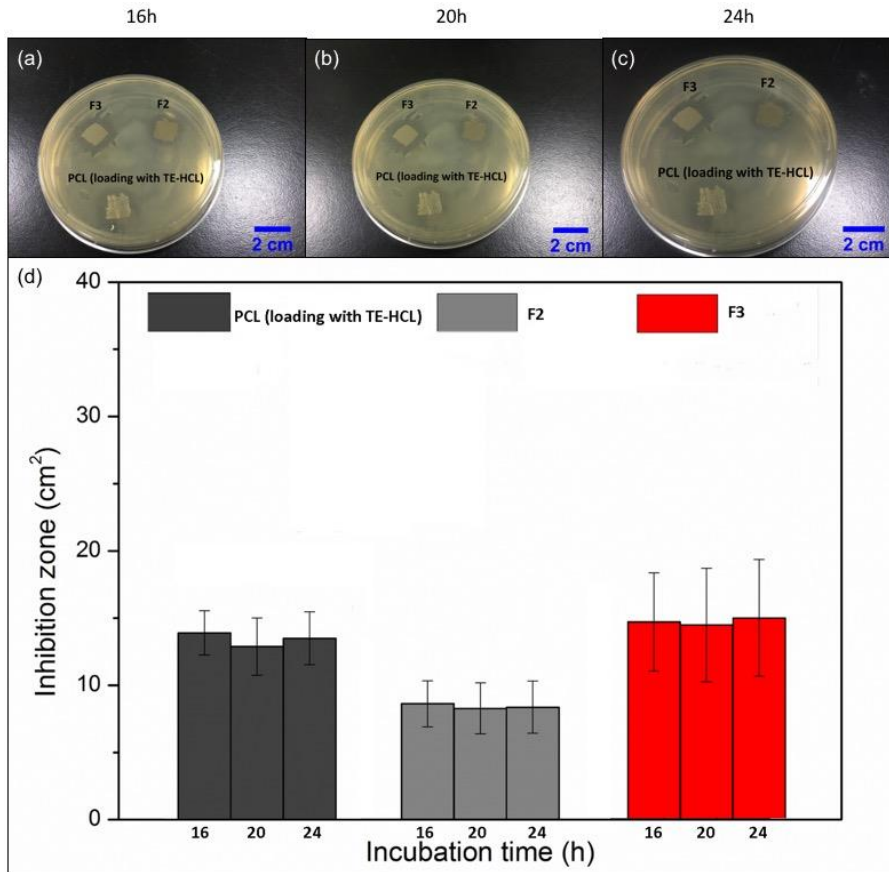 16h
20h
24h
(a)
F3
F2
PCL (loading with TE-HCL)
2 cm
(b)
F3
F2
PCL (loading with TE-HCL)
2 cm
(c)
F3
F2
PCL (loading with TE-HCL)
2 cm
(d)
PCL (loading with TE-HCL)
F2
F3
Inhibition zone (cm²)
40
30
20
10
0
16 20 24
16 20 24
16 20 24
Incubation time (h)